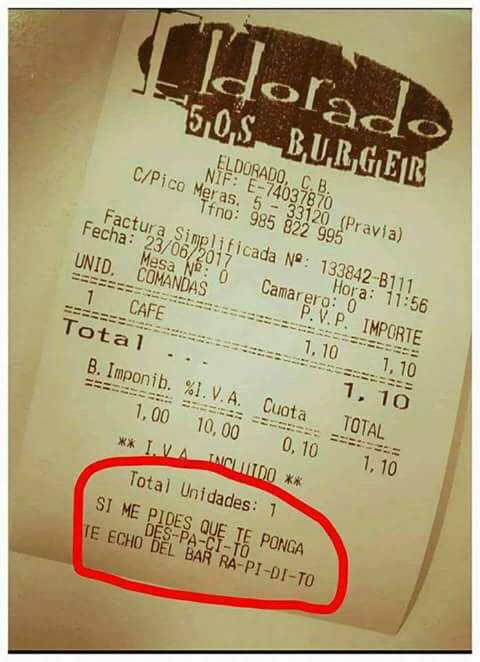 Eldorado
50S BURGER
ELDORADO, C.B.
NIF: E-74037870
C/Pico Meras, 5 - 33120 (Pravia)
Tfno: 985 822 995
Factura Simplificada Nº: 133842-B111
Fecha: 23/06/2017 Hora: 11:56
Mesa Nº: 0 Camarero: 0
UNID. COMANDAS P.V.P. IMPORTE
1 CAFE 1,10 1,10
Total ... 1,10
B. Imponib. %I.V.A. Cuota TOTAL
1,00 10,00 0,10 1,10
** I.V.A. INCLUIDO **
Total Unidades: 1
SI ME PIDES QUE TE PONGA
DES-PA-CI-TO
TE ECHO DEL BAR RA-PI-DI-TO